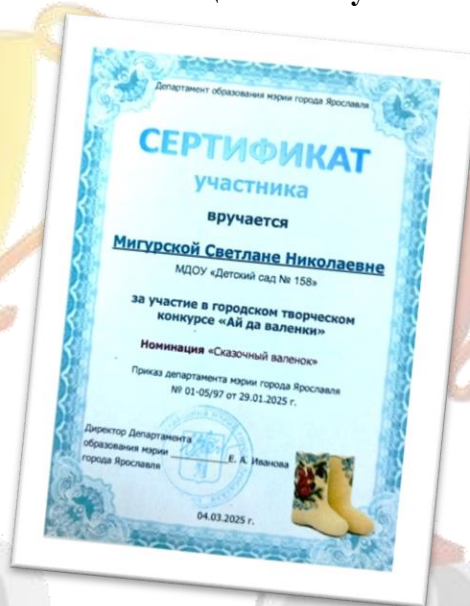 Департамент образования мэрии города Ярославля
СЕРТИФИКАТ
участника
вручается
Мигурской Светлане Николаевне
МДОУ «Детский сад № 158»
за участие в городском творческом
конкурсе «Ай да валенки»
Номинация «Сказочный валенок»
Приказ департамента мэрии города Ярославля
№ 01-05/97 от 29.01.2025 г.
Директор Департамента
образования мэрии ____________Е. А. Иванова
города Ярославля
04.03.2025 г.